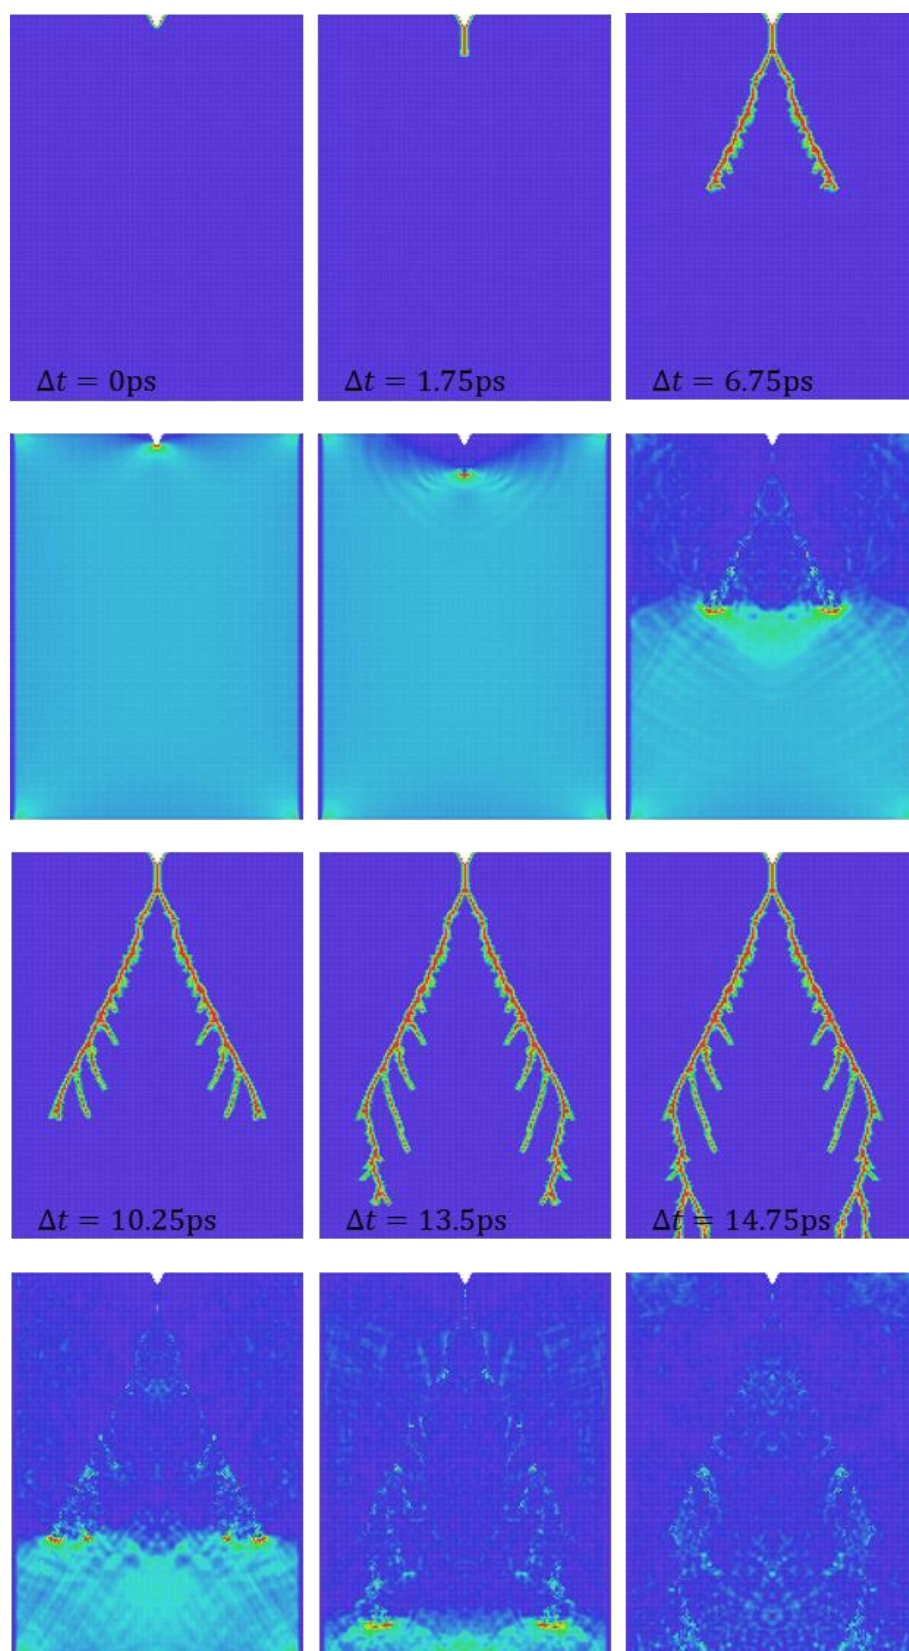 Δt = 0ps
Δt = 1.75ps
Δt = 6.75ps
Δt = 10.25ps
Δt = 13.5ps
Δt = 14.75ps